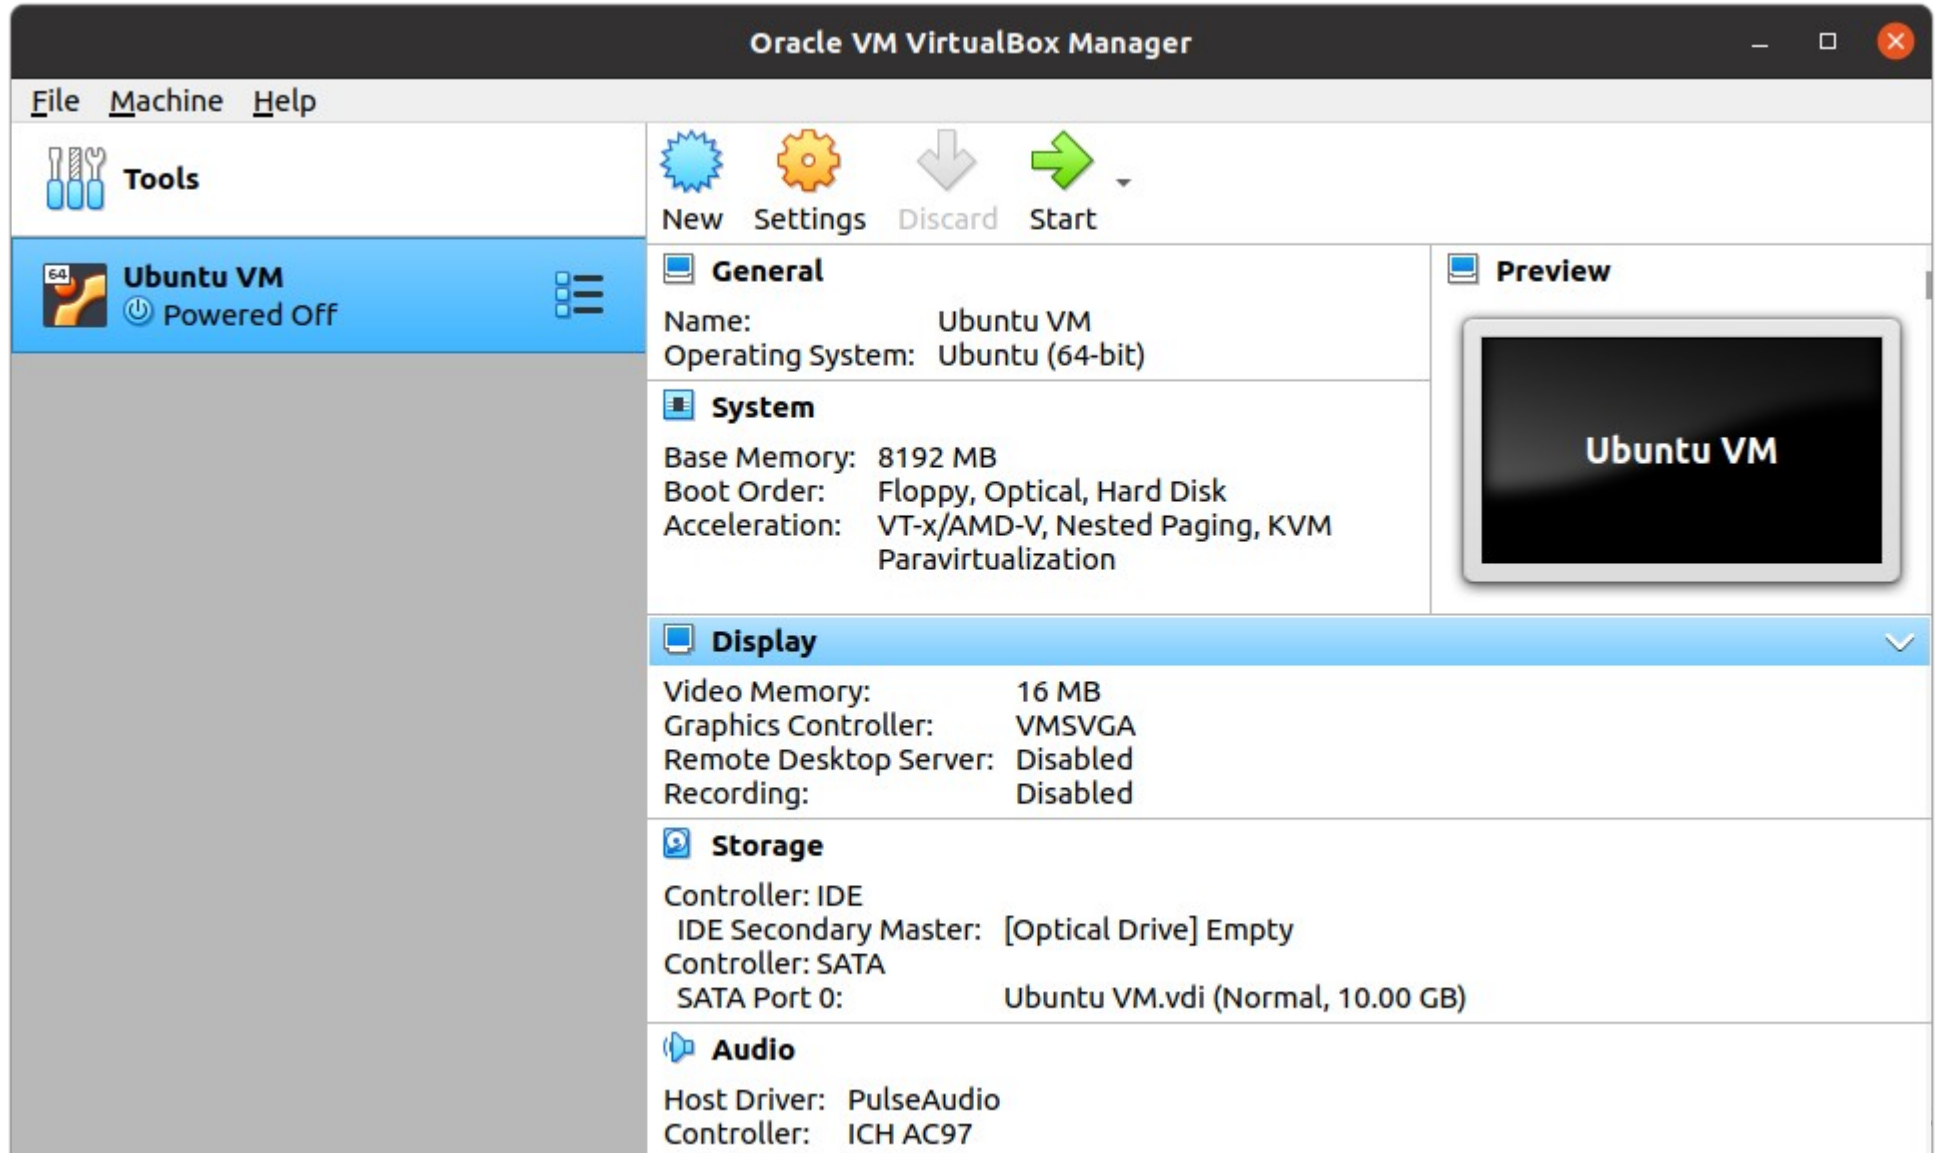 Oracle VM VirtualBox Manager
File Machine Help
Tools
New Settings Discard Start
64
Ubuntu VM
Powered Off
General
Name: Ubuntu VM
Operating System: Ubuntu (64-bit)
Preview
Ubuntu VM
System
Base Memory: 8192 MB
Boot Order: Floppy, Optical, Hard Disk
Acceleration: VT-x/AMD-V, Nested Paging, KVM
Paravirtualization
Display
Video Memory: 16 MB
Graphics Controller: VMSVGA
Remote Desktop Server: Disabled
Recording: Disabled
Storage
Controller: IDE
IDE Secondary Master: [Optical Drive] Empty
Controller: SATA
SATA Port 0: Ubuntu VM.vdi (Normal, 10.00 GB)
Audio
Host Driver: PulseAudio
Controller: ICH AC97